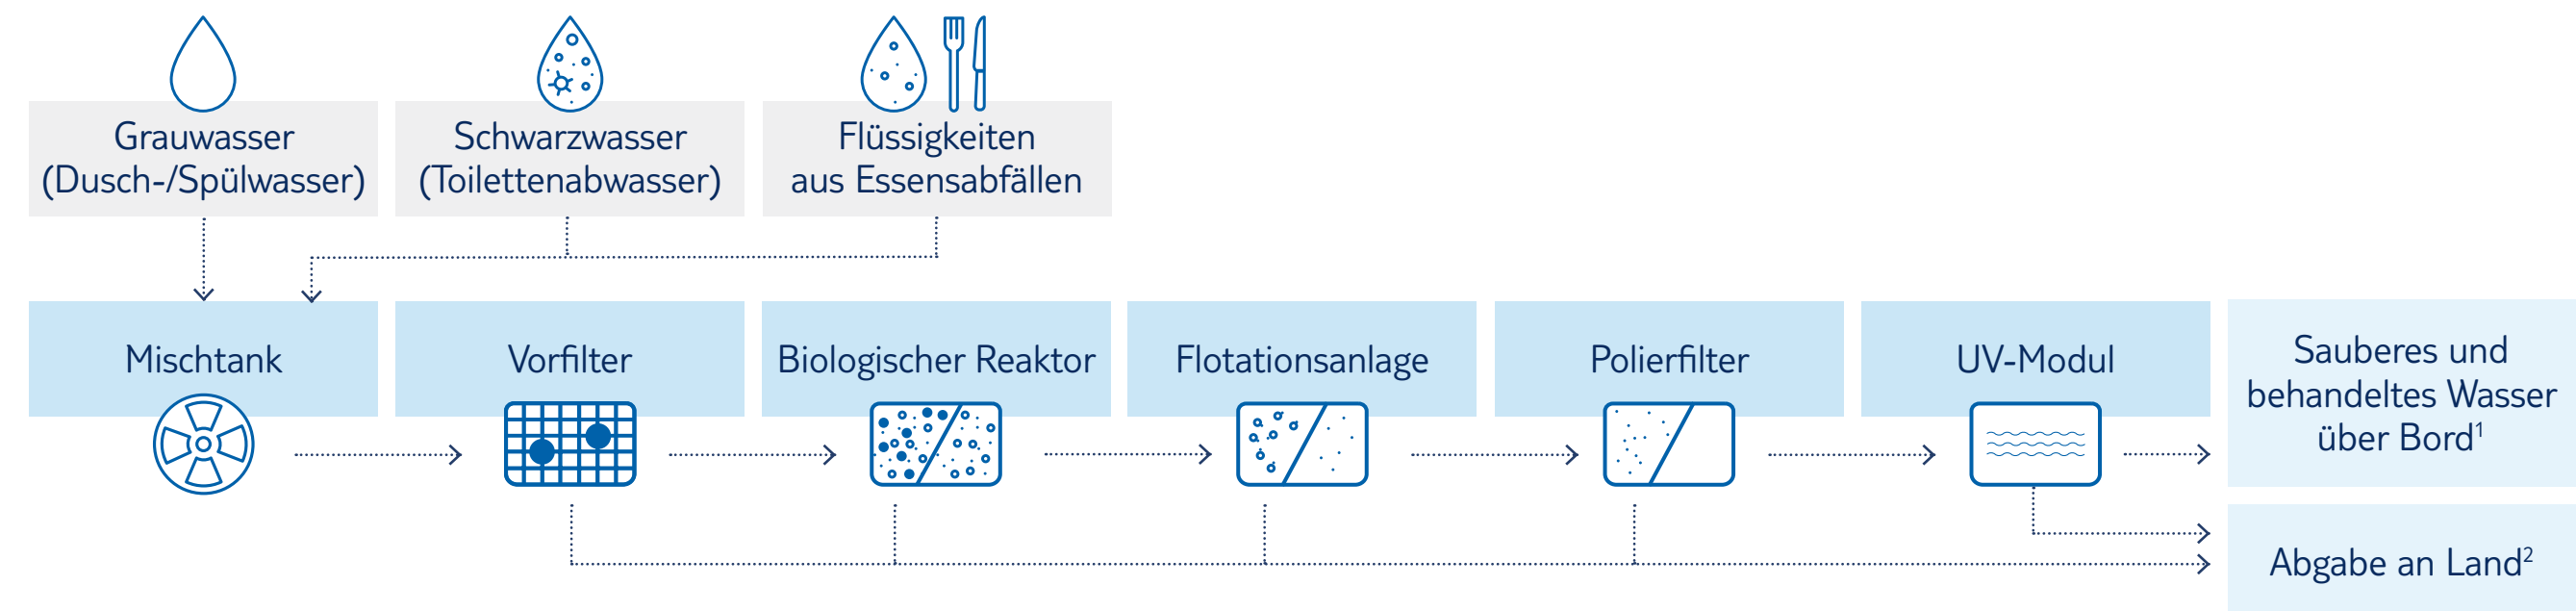 Grauwasser
(Dusch-/Spülwasser)
Schwarzwasser
(Toilettenabwasser)
Flüssigkeiten
aus Essensabfällen
Mischtank
Vorfilter
Biologischer Reaktor
Flotationsanlage
Polierfilter
UV-Modul
Sauberes und
behandeltes Wasser
über Bord¹
Abgabe an Land²